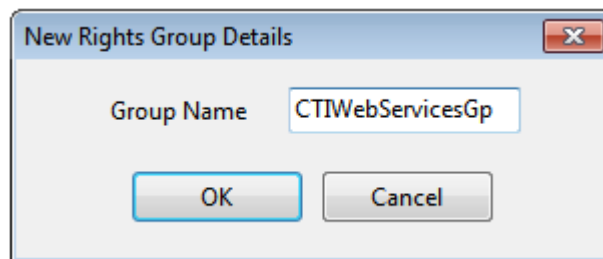 New Rights Group Details
Group Name CTIWebServicesGp
OK Cancel